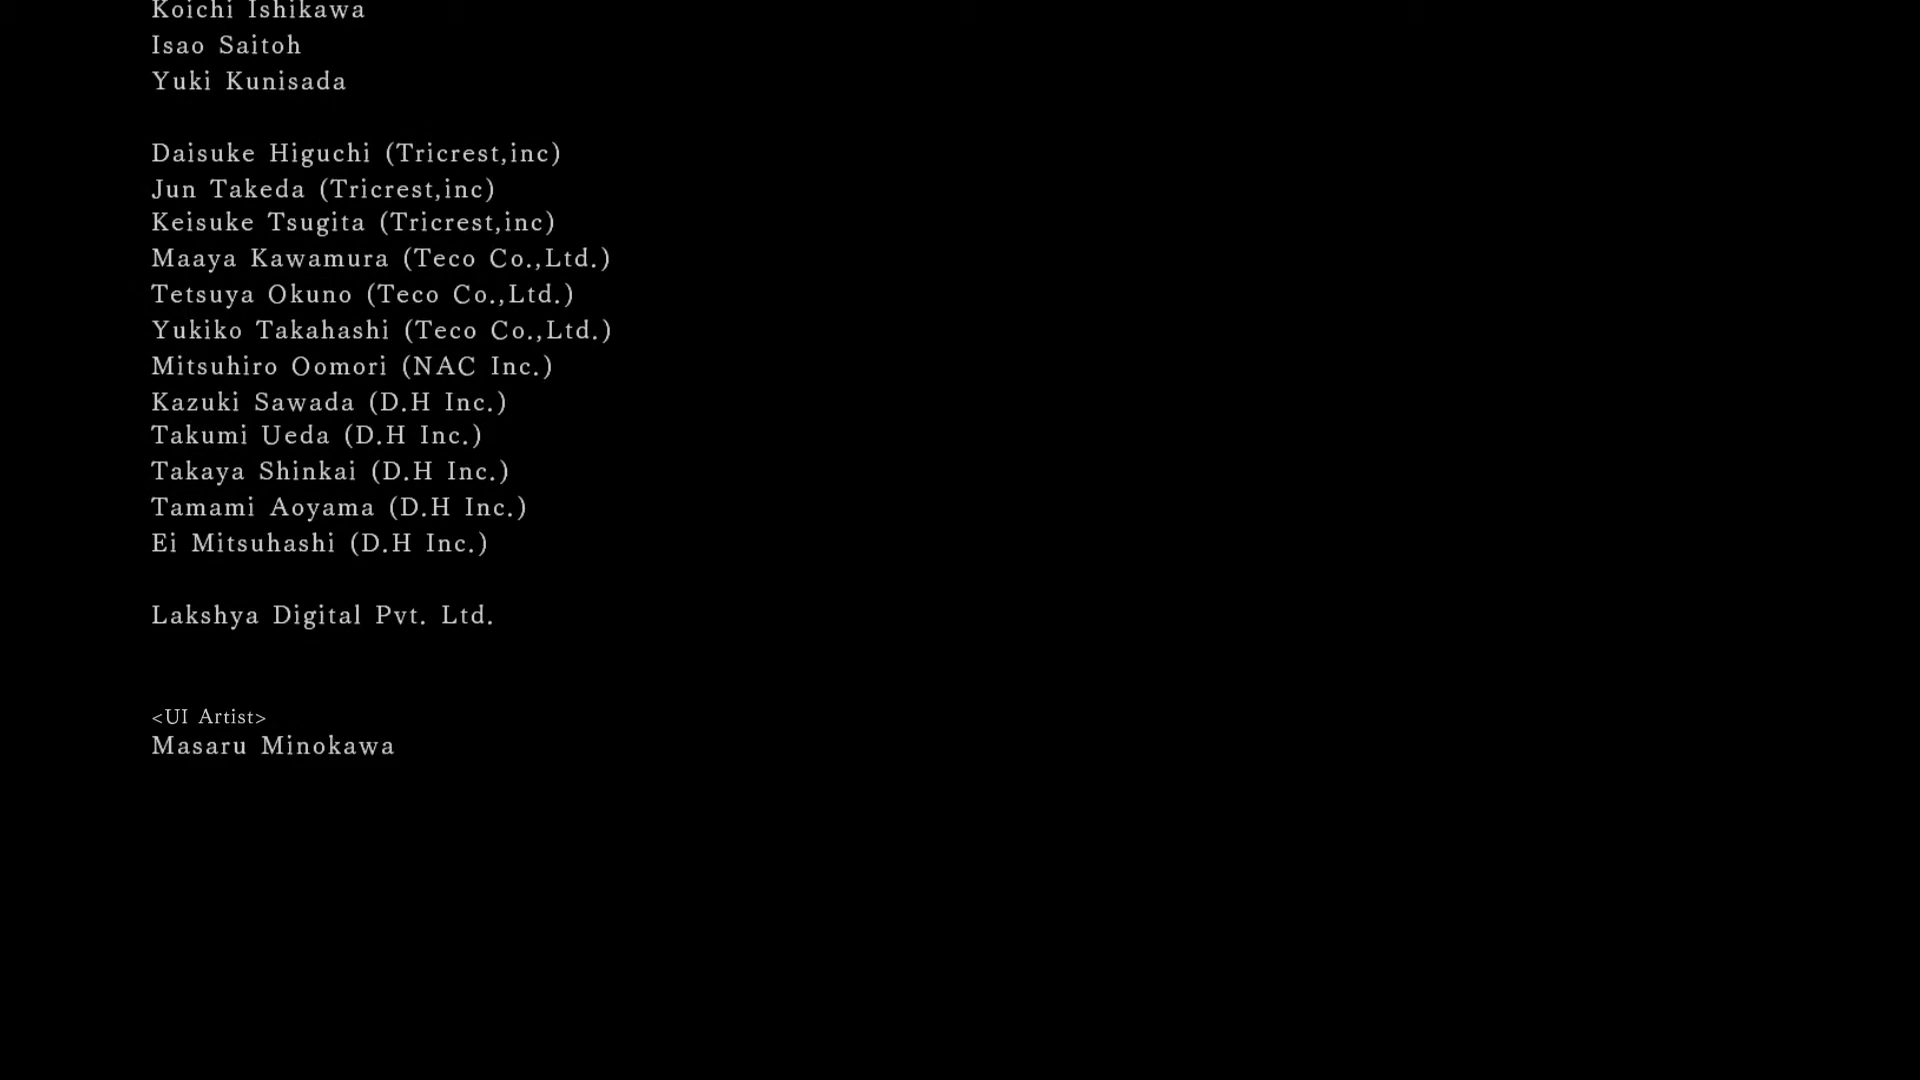 Koichi Ishikawa
Isao Saitoh
Yuki Kunisada
Daisuke Higuchi (Tricrest,inc)
Jun Takeda (Tricrest,inc)
Keisuke Tsugita (Tricrest,inc)
Maaya Kawamura (Teco Co.,Ltd.)
Tetsuya Okuno (Teco Co.,Ltd.)
Yukiko Takahashi (Teco Co.,Ltd.)
Mitsuhiro Oomori (NAC Inc.)
Kazuki Sawada (D.H Inc.)
Takumi Ueda (D.H Inc.)
Takaya Shinkai (D.H Inc.)
Tamami Aoyama (D.H Inc.)
Ei Mitsuhashi (D.H Inc.)
Lakshya Digital Pvt. Ltd.
<UI Artist>
Masaru Minokawa